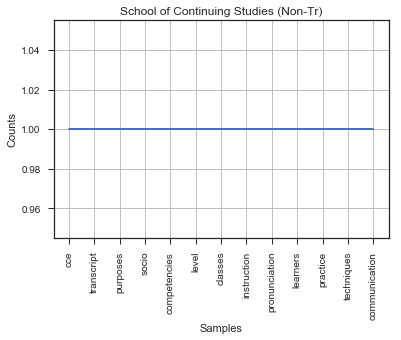 School of Continuing Studies (Non-Tr)
1.04
1.02
1.00
0.98
0.96
Counts
cce
transcript
purposes
socio
competencies
level
classes
instruction
pronunciation
learners
practice
techniques
communication
Samples